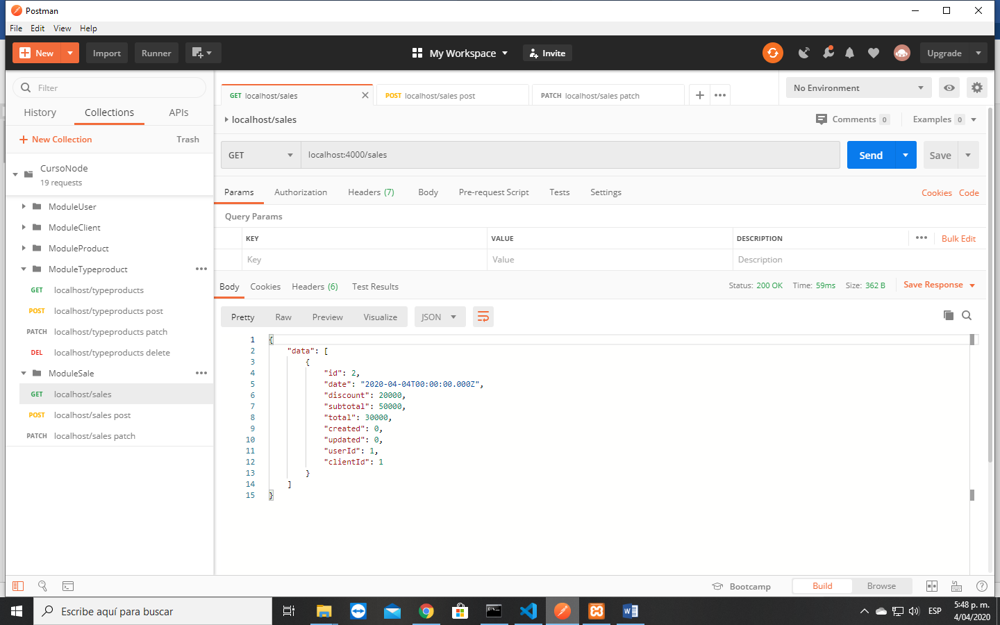 Postman
File Edit View Help
New Import Runner My Workspace Invite Upgrade
Filter
History Collections APIs
New Collection Trash
CursoNode
19 requests
ModuleUser
ModuleClient
ModuleProduct
ModuleTypeproduct
GET localhost/typeproducts
POST localhost/typeproducts post
PATCH localhost/typeproducts patch
DEL localhost/typeproducts delete
ModuleSale
GET localhost/sales
POST localhost/sales post
PATCH localhost/sales patch
GET localhost/sales POST localhost/sales post PATCH localhost/sales patch No Environment
localhost/sales Comments 0 Examples 0
GET localhost:4000/sales Send Save
Params Authorization Headers (7) Body Pre-request Script Tests Settings Cookies Code
Query Params
KEY VALUE DESCRIPTION Bulk Edit
Key Value Description
Body Cookies Headers (6) Test Results Status: 200 OK Time: 59ms Size: 362 B Save Response
Pretty Raw Preview Visualize JSON
1 {
2 "data": [
3 {
4 "id": 2,
5 "date": "2020-04-04T00:00:00.000Z",
6 "discount": 20000,
7 "subtotal": 50000,
8 "total": 30000,
9 "created": 0,
10 "updated": 0,
11 "userId": 1,
12 "clientId": 1
13 }
14 ]
15 }
Bootcamp Build Browse
Escribe aquí para buscar
ESP
5:48 p. m.
4/04/2020